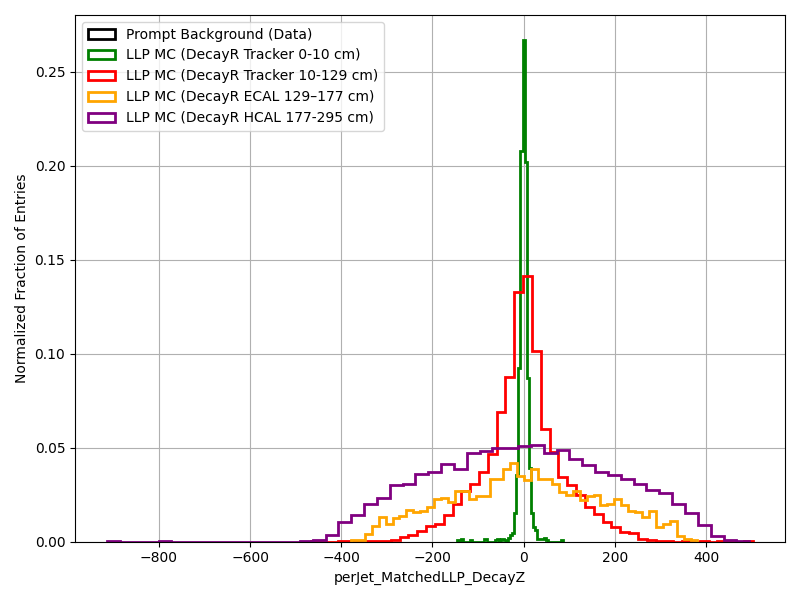 Prompt Background (Data)
LLP MC (DecayR Tracker 0-10 cm)
LLP MC (DecayR Tracker 10-129 cm)
LLP MC (DecayR ECAL 129–177 cm)
LLP MC (DecayR HCAL 177-295 cm)
Normalized Fraction of Entries
0.25
0.20
0.15
0.10
0.05
0.00
−800 −600 −400 −200 0 200 400
perJet_MatchedLLP_DecayZ